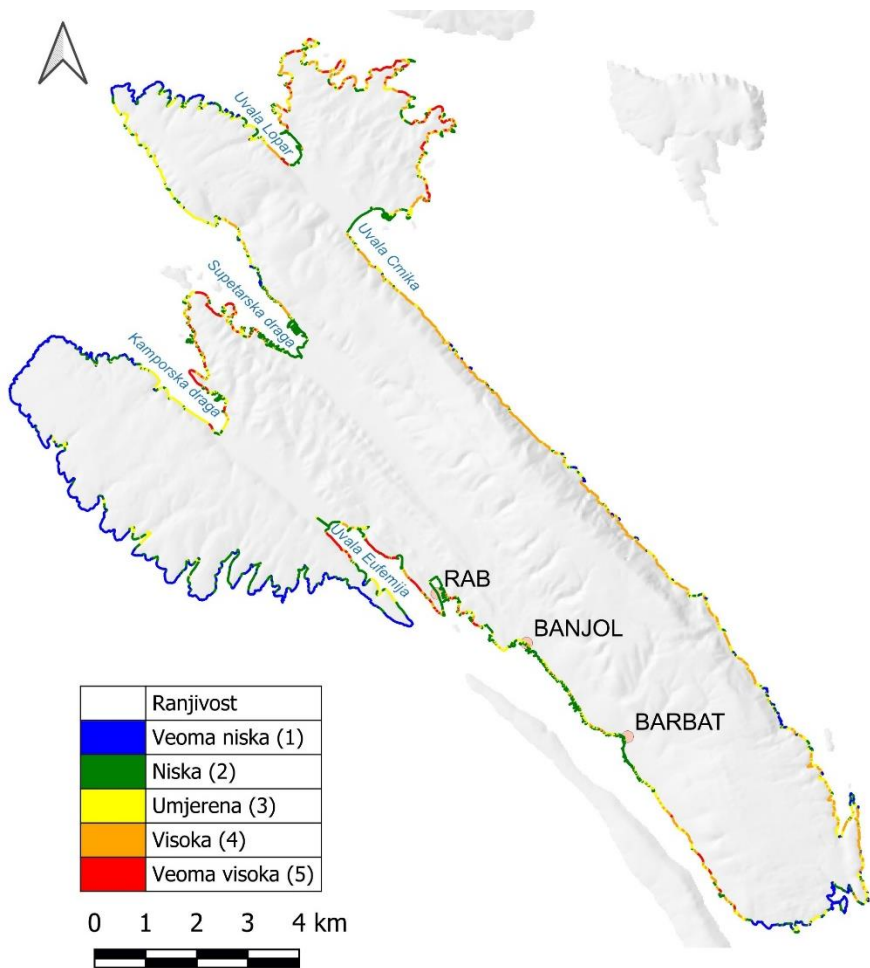 Uvala Lopar
Uvala Crnika
Supetarska draga
Kamporska draga
Uvala Eufemija
RAB
BANJOL
BARBAT
Ranjivost
Veoma niska (1)
Niska (2)
Umjerena (3)
Visoka (4)
Veoma visoka (5)
0 1 2 3 4 km